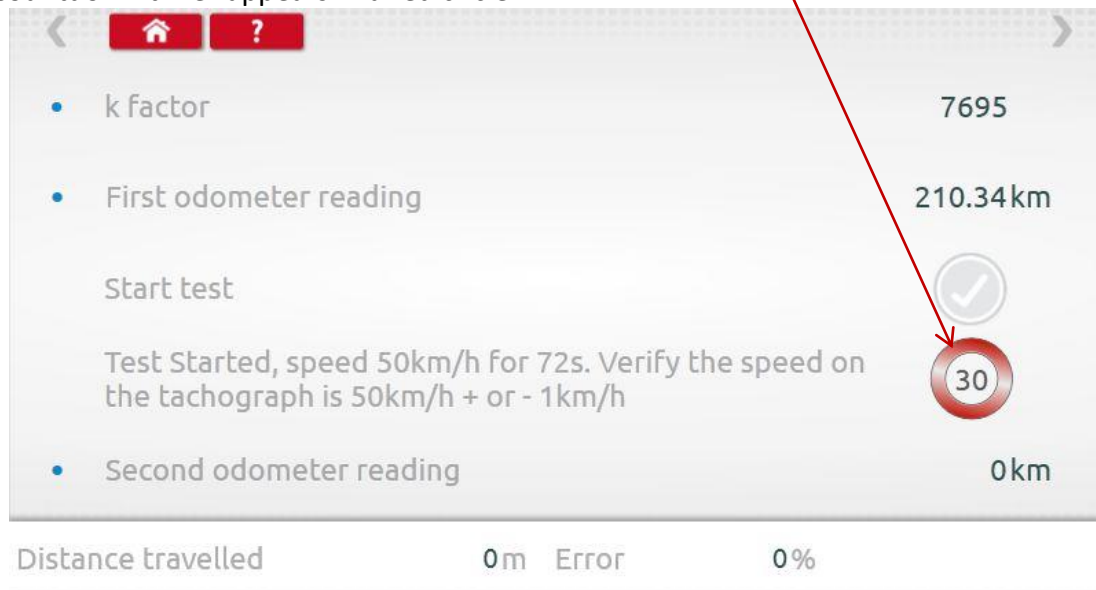 ?
k factor 7695
First odometer reading 210.34km
Start test
Test Started, speed 50km/h for 72s. Verify the speed on
the tachograph is 50km/h + or - 1km/h
30
Second odometer reading 0km
Distance travelled 0m Error 0%